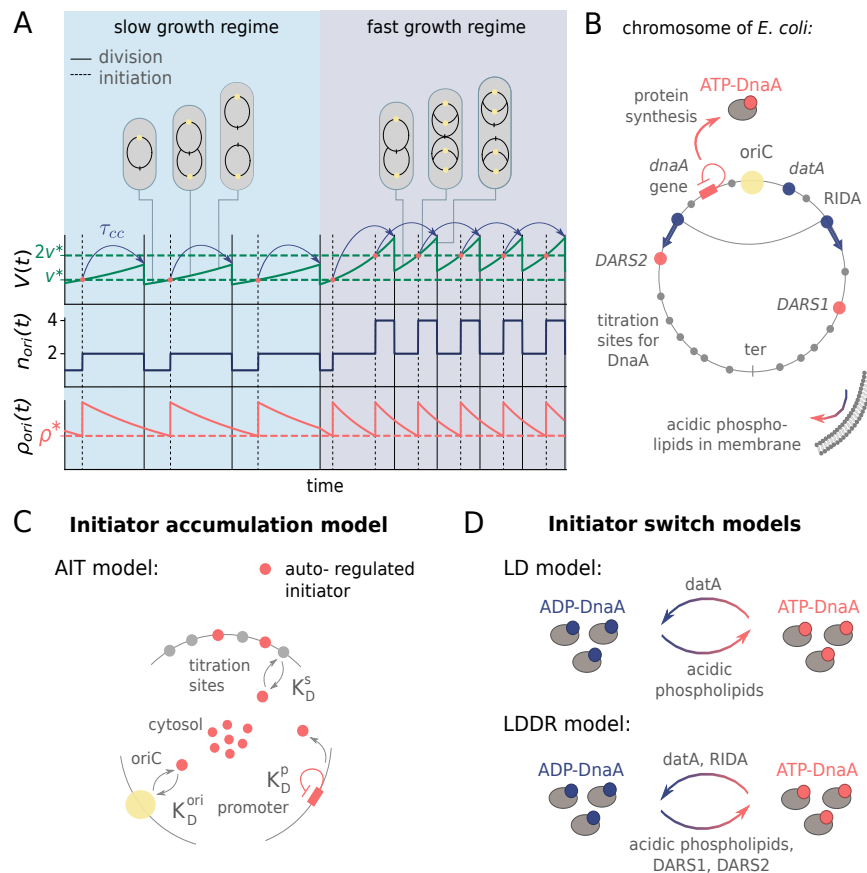 A
slow growth regime
fast growth regime
division
initiation
τcc
2v*
v*
V(t)
4
2
nori(t)
ρ*
ρori(t)
time
B
chromosome of E. coli:
ATP-DnaA
protein
synthesis
oriC
dnaA
gene
datA
RIDA
DARS2
DARS1
titration
sites for
DnaA
ter
acidic phospho-
lipids in membrane
C
Initiator accumulation model
AIT model:
auto- regulated
initiator
titration
sites
K_D^s
cytosol
oriC
K_D^ori
K_D^p
promoter
D
Initiator switch models
LD model:
datA
ADP-DnaA
ATP-DnaA
acidic
phospholipids
LDDR model:
datA, RIDA
ADP-DnaA
ATP-DnaA
acidic phospholipids,
DARS1, DARS2